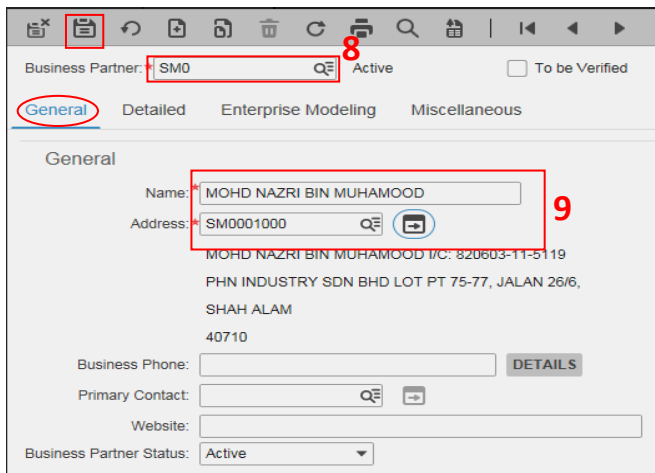 8
Business Partner:* SM0 Active To be Verified
General Detailed Enterprise Modeling Miscellaneous
General
Name:* MOHD NAZRI BIN MUHAMOOD
9
Address:* SM0001000
MOHD NAZRI BIN MUHAMOOD I/C: 820603-11-5119
PHN INDUSTRY SDN BHD LOT PT 75-77, JALAN 26/6,
SHAH ALAM
40710
Business Phone: DETAILS
Primary Contact:
Website:
Business Partner Status: Active